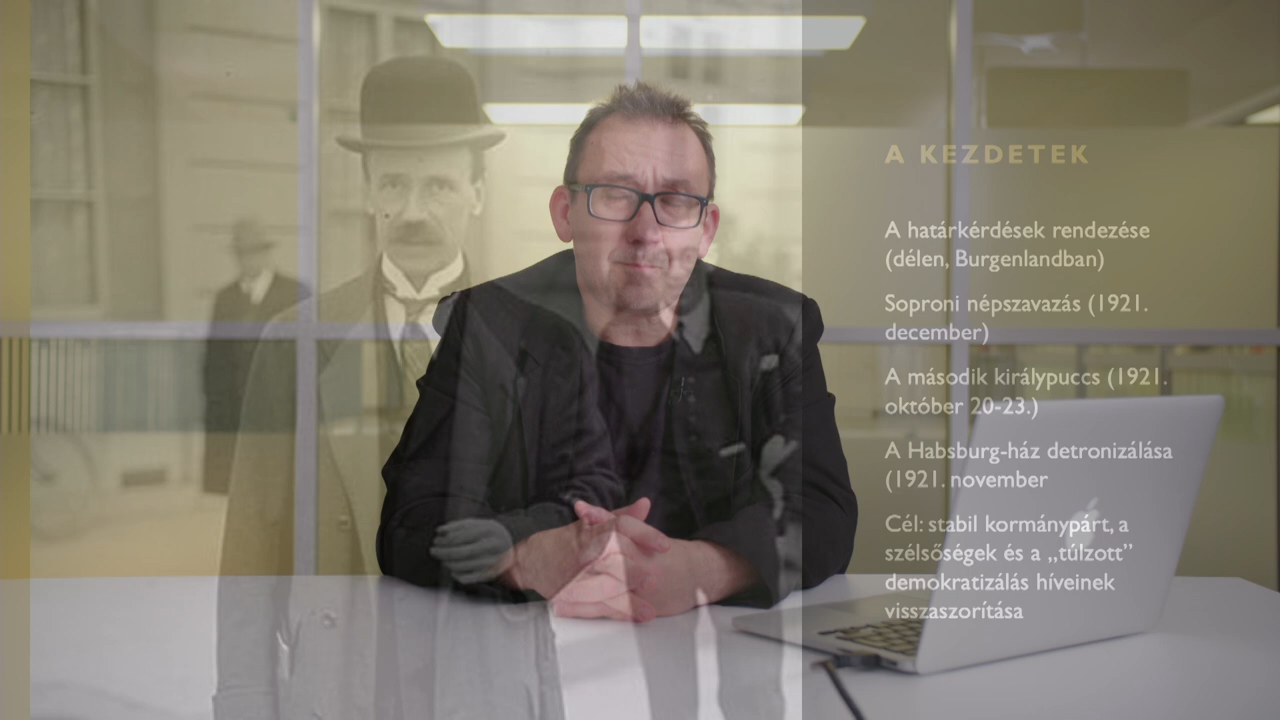 A KEZDETEK
A határkérdések rendezése
(délen, Burgenlandban)
Soproni népszavazás (1921.
december)
A második királypuccs (1921.
október 20-23.)
A Habsburg-ház detronizálása
(1921. november
Cél: stabil kormánypárt, a
szélsőségek és a „túlzott”
demokratizálás híveinek
visszaszorítása